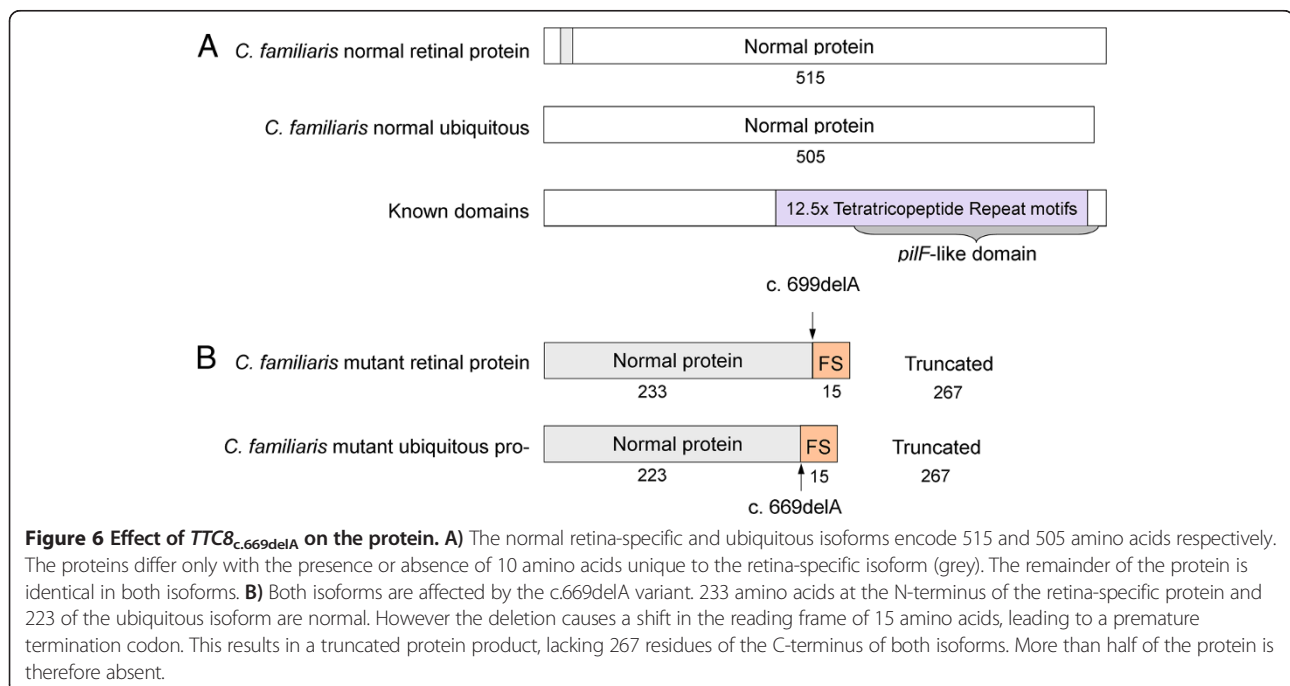 A C. familiaris normal retinal protein Normal protein
515
C. familiaris normal ubiquitous Normal protein
505
Known domains 12.5x Tetratricopeptide Repeat motifs
pilF-like domain
c. 699delA
B C. familiaris mutant retinal protein Normal protein FS Truncated
233 15 267
C. familiaris mutant ubiquitous pro- Normal protein FS Truncated
223 15 267
c. 669delA
Figure 6 Effect of TTC8c.669delA on the protein. A) The normal retina-specific and ubiquitous isoforms encode 515 and 505 amino acids respectively.
The proteins differ only with the presence or absence of 10 amino acids unique to the retina-specific isoform (grey). The remainder of the protein is
identical in both isoforms. B) Both isoforms are affected by the c.669delA variant. 233 amino acids at the N-terminus of the retina-specific protein and
223 of the ubiquitous isoform are normal. However the deletion causes a shift in the reading frame of 15 amino acids, leading to a premature
termination codon. This results in a truncated protein product, lacking 267 residues of the C-terminus of both isoforms. More than half of the protein is
therefore absent.